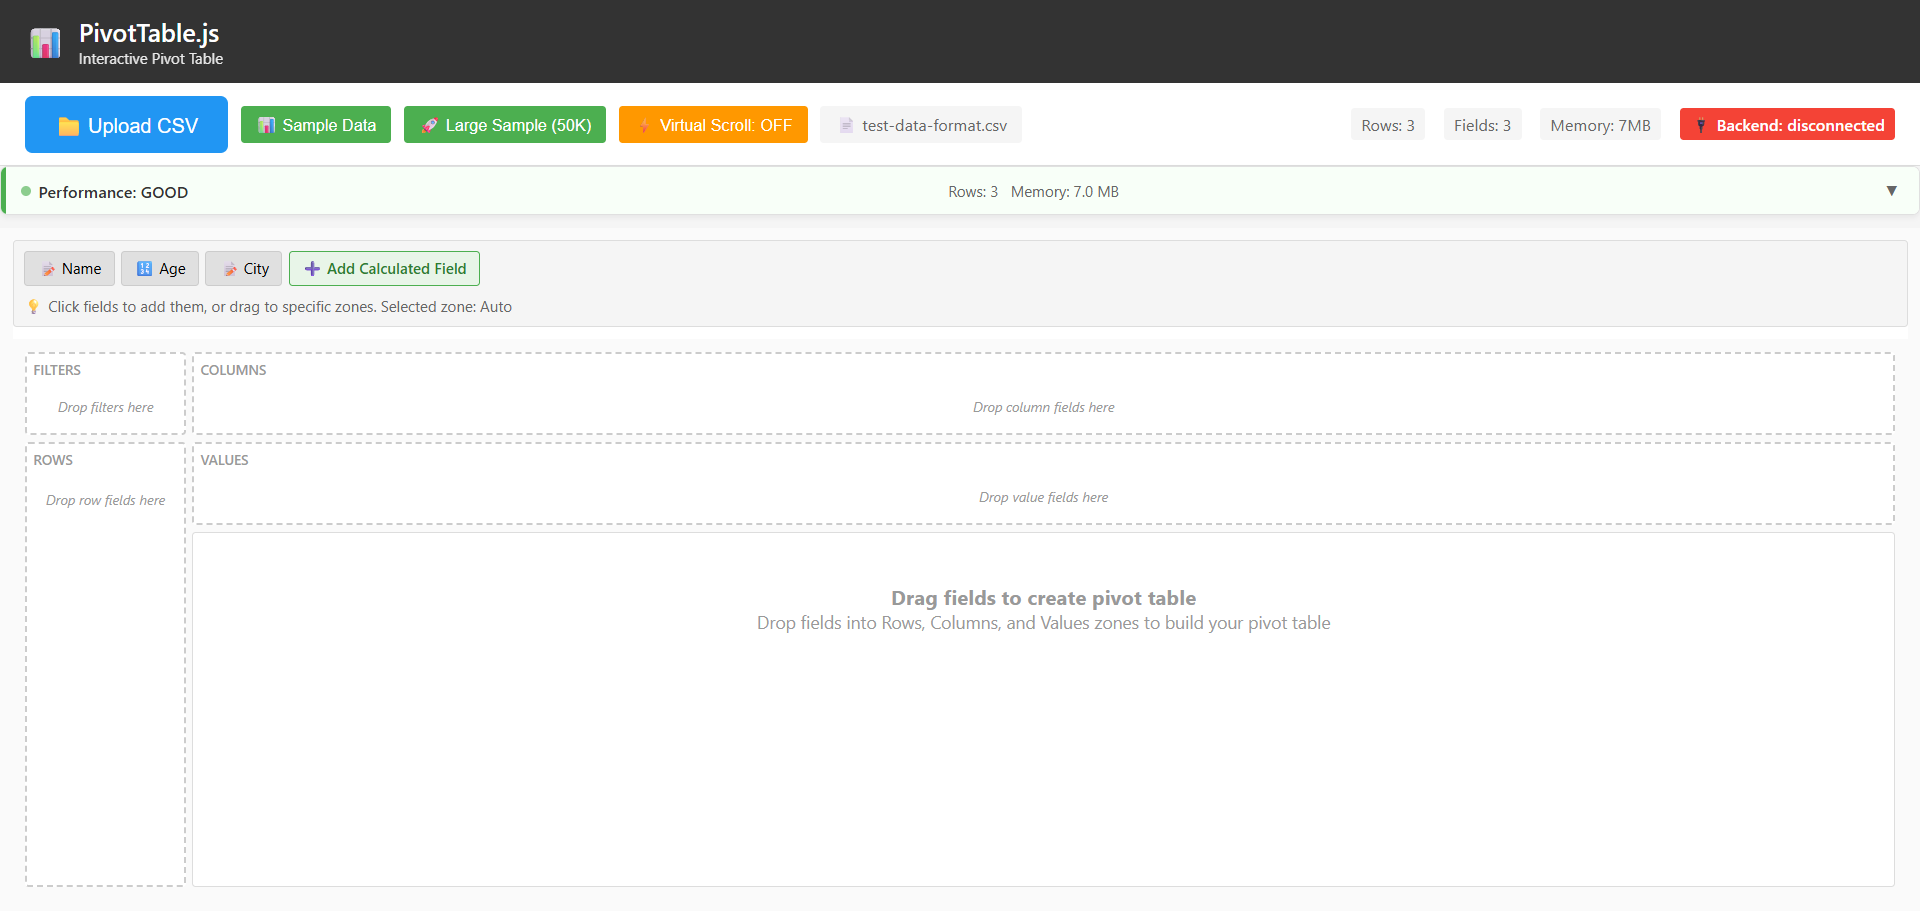 PivotTable.js
Interactive Pivot Table
Upload CSV
Sample Data
Large Sample (50K)
Virtual Scroll: OFF
test-data-format.csv
Rows: 3
Fields: 3
Memory: 7MB
Backend: disconnected
Performance: GOOD
Rows: 3
Memory: 7.0 MB
Name
Age
City
Add Calculated Field
Click fields to add them, or drag to specific zones. Selected zone: Auto
FILTERS
Drop filters here
COLUMNS
Drop column fields here
ROWS
Drop row fields here
VALUES
Drop value fields here
Drag fields to create pivot table
Drop fields into Rows, Columns, and Values zones to build your pivot table